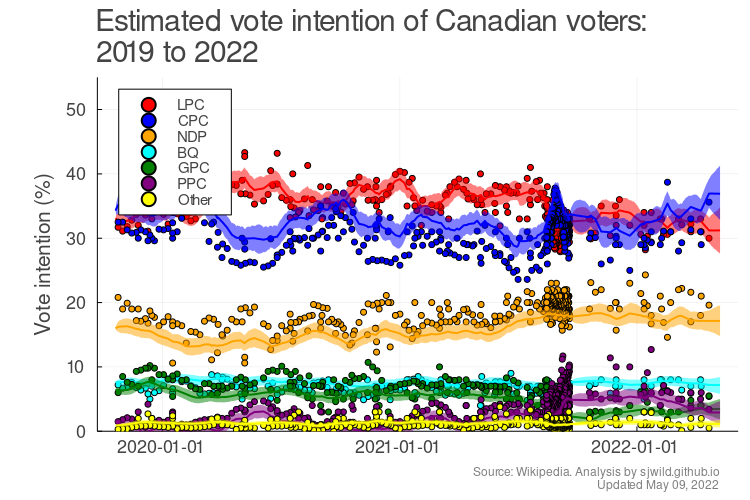 Estimated vote intention of Canadian voters:
2019 to 2022
Vote intention (%)
50
40
30
20
10
0
LPC
CPC
NDP
BQ
GPC
PPC
Other
2020-01-01
2021-01-01
2022-01-01
Source: Wikipedia. Analysis by sjwild.github.io
Updated May 09, 2022